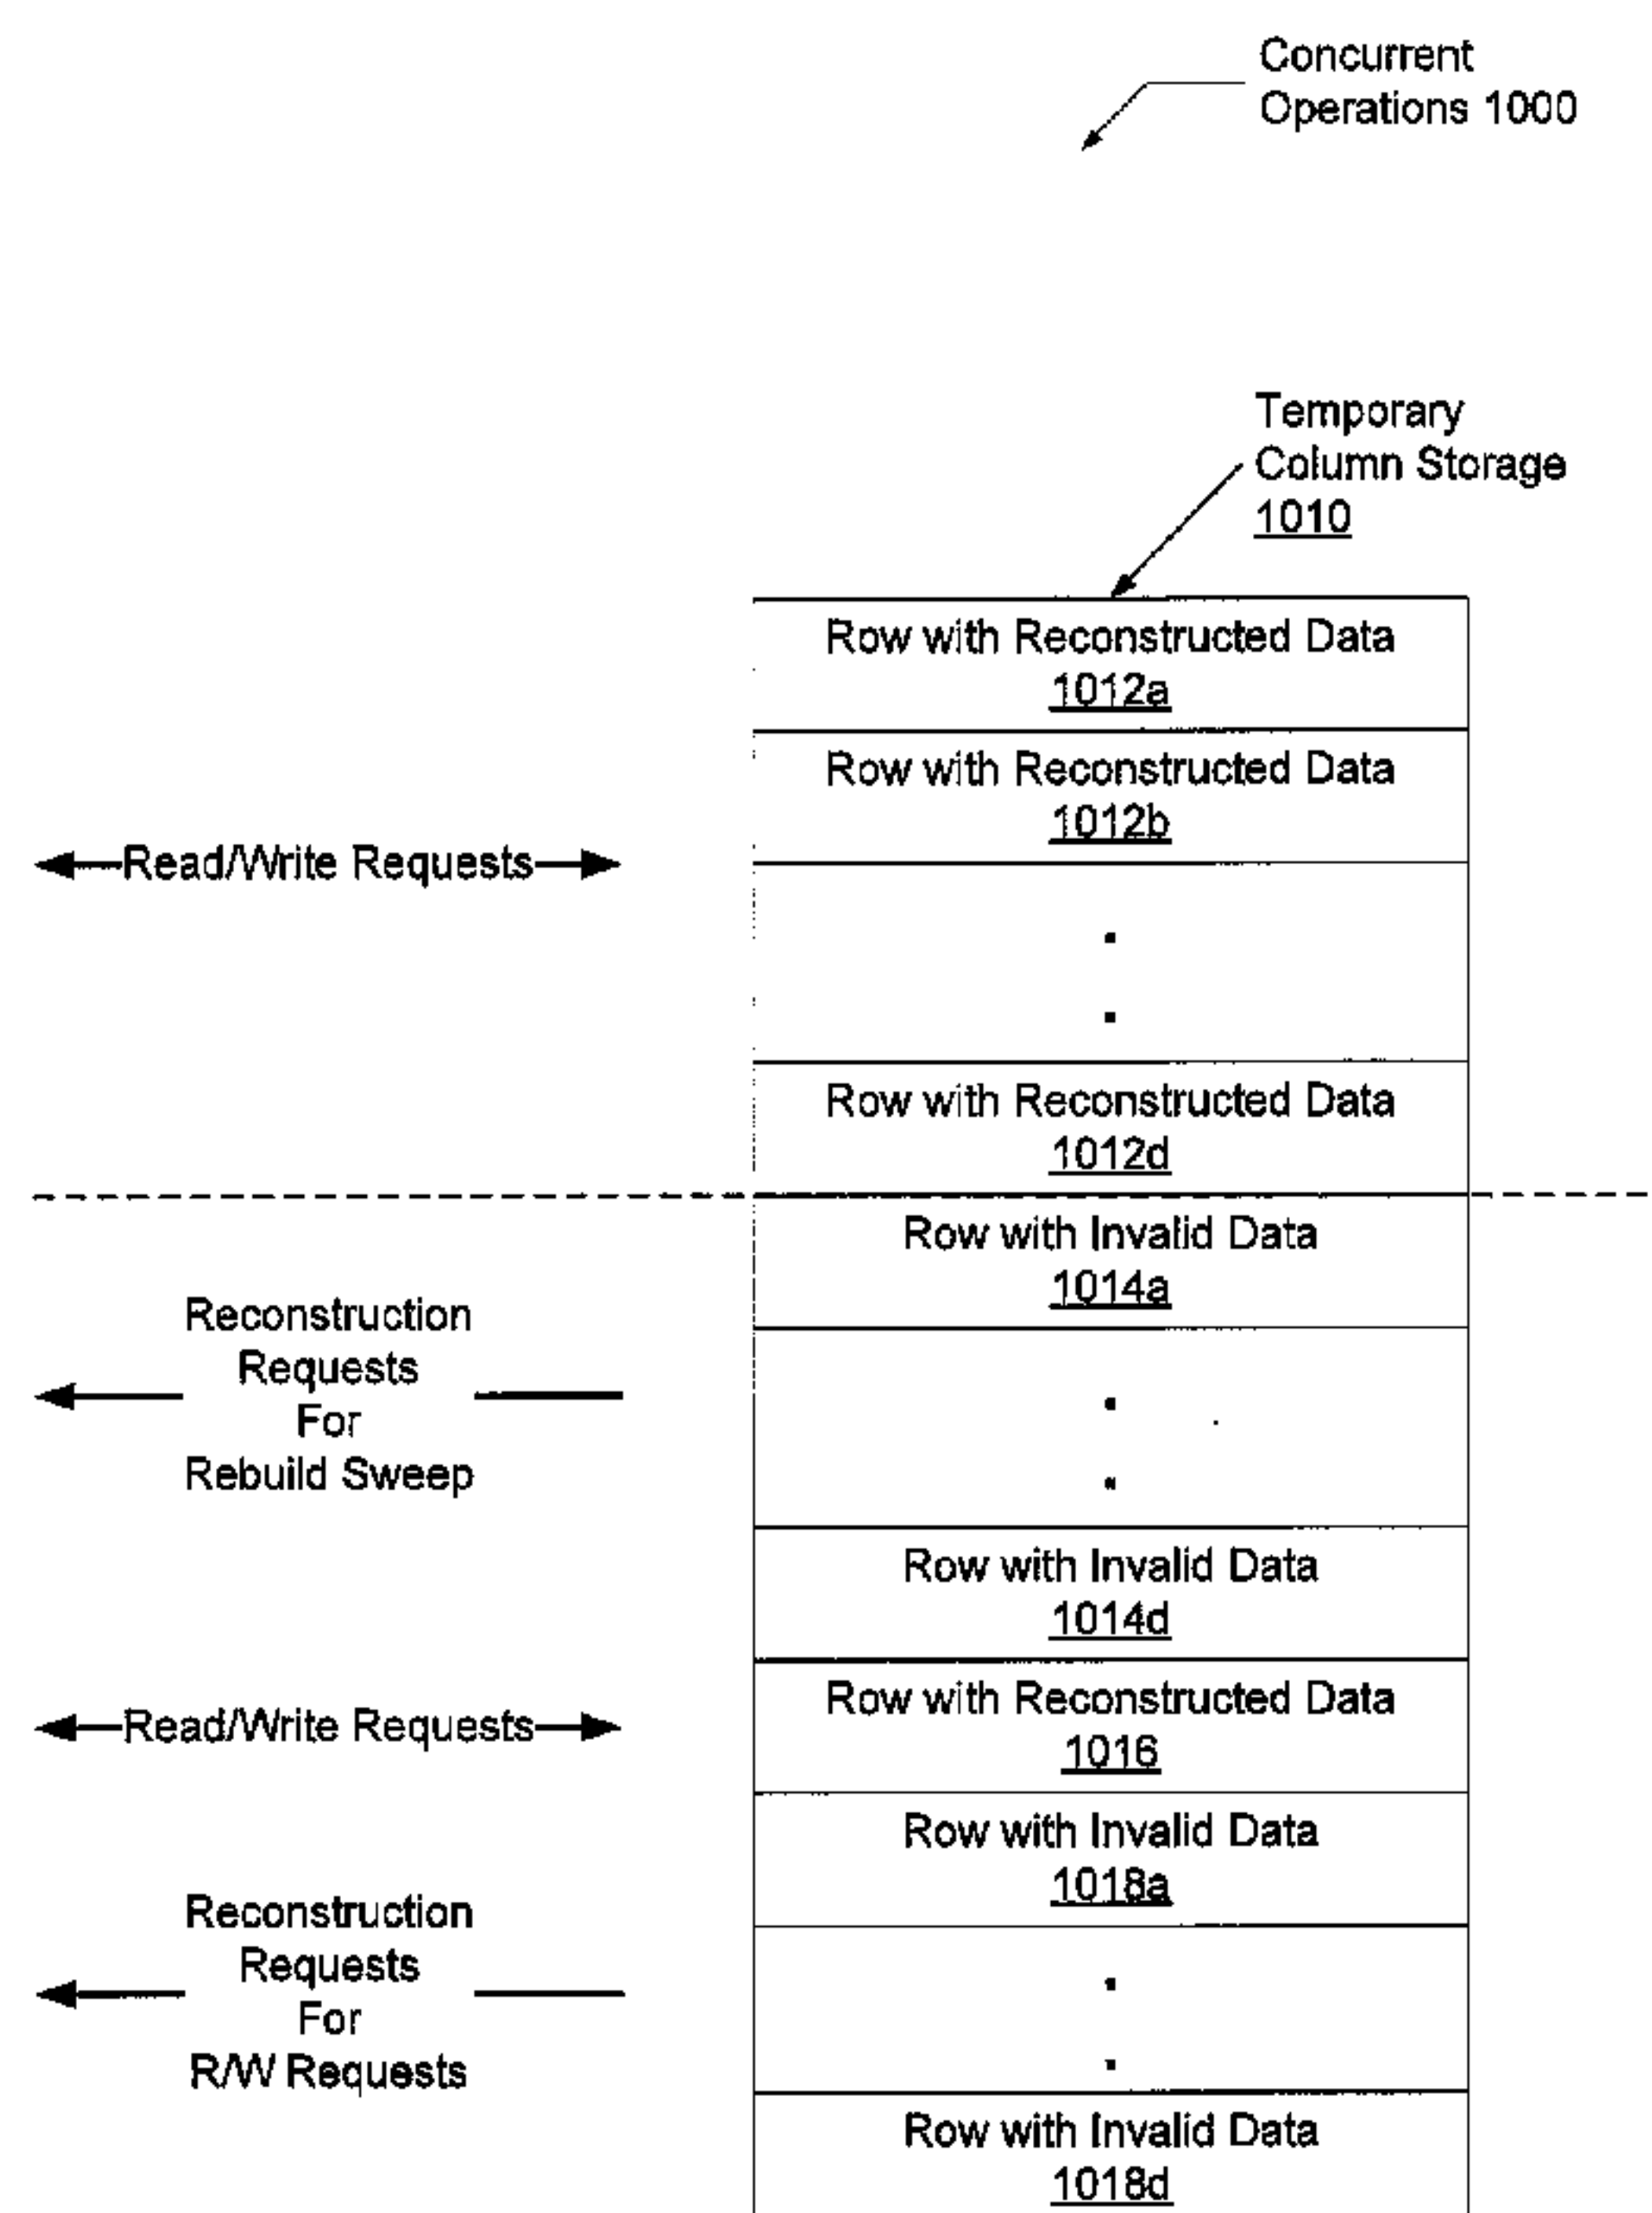 Concurrent
Operations 1000
Temporary
Column Storage
1010
Row with Reconstructed Data
1012a
Row with Reconstructed Data
1012b
Read/Write Requests
Row with Reconstructed Data
1012d
Row with Invalid Data
1014a
Reconstruction
Requests
For
Rebuild Sweep
Row with Invalid Data
1014d
Row with Reconstructed Data
1016
Read/Write Requests
Row with Invalid Data
1018a
Reconstruction
Requests
For
R/W Requests
Row with Invalid Data
1018d